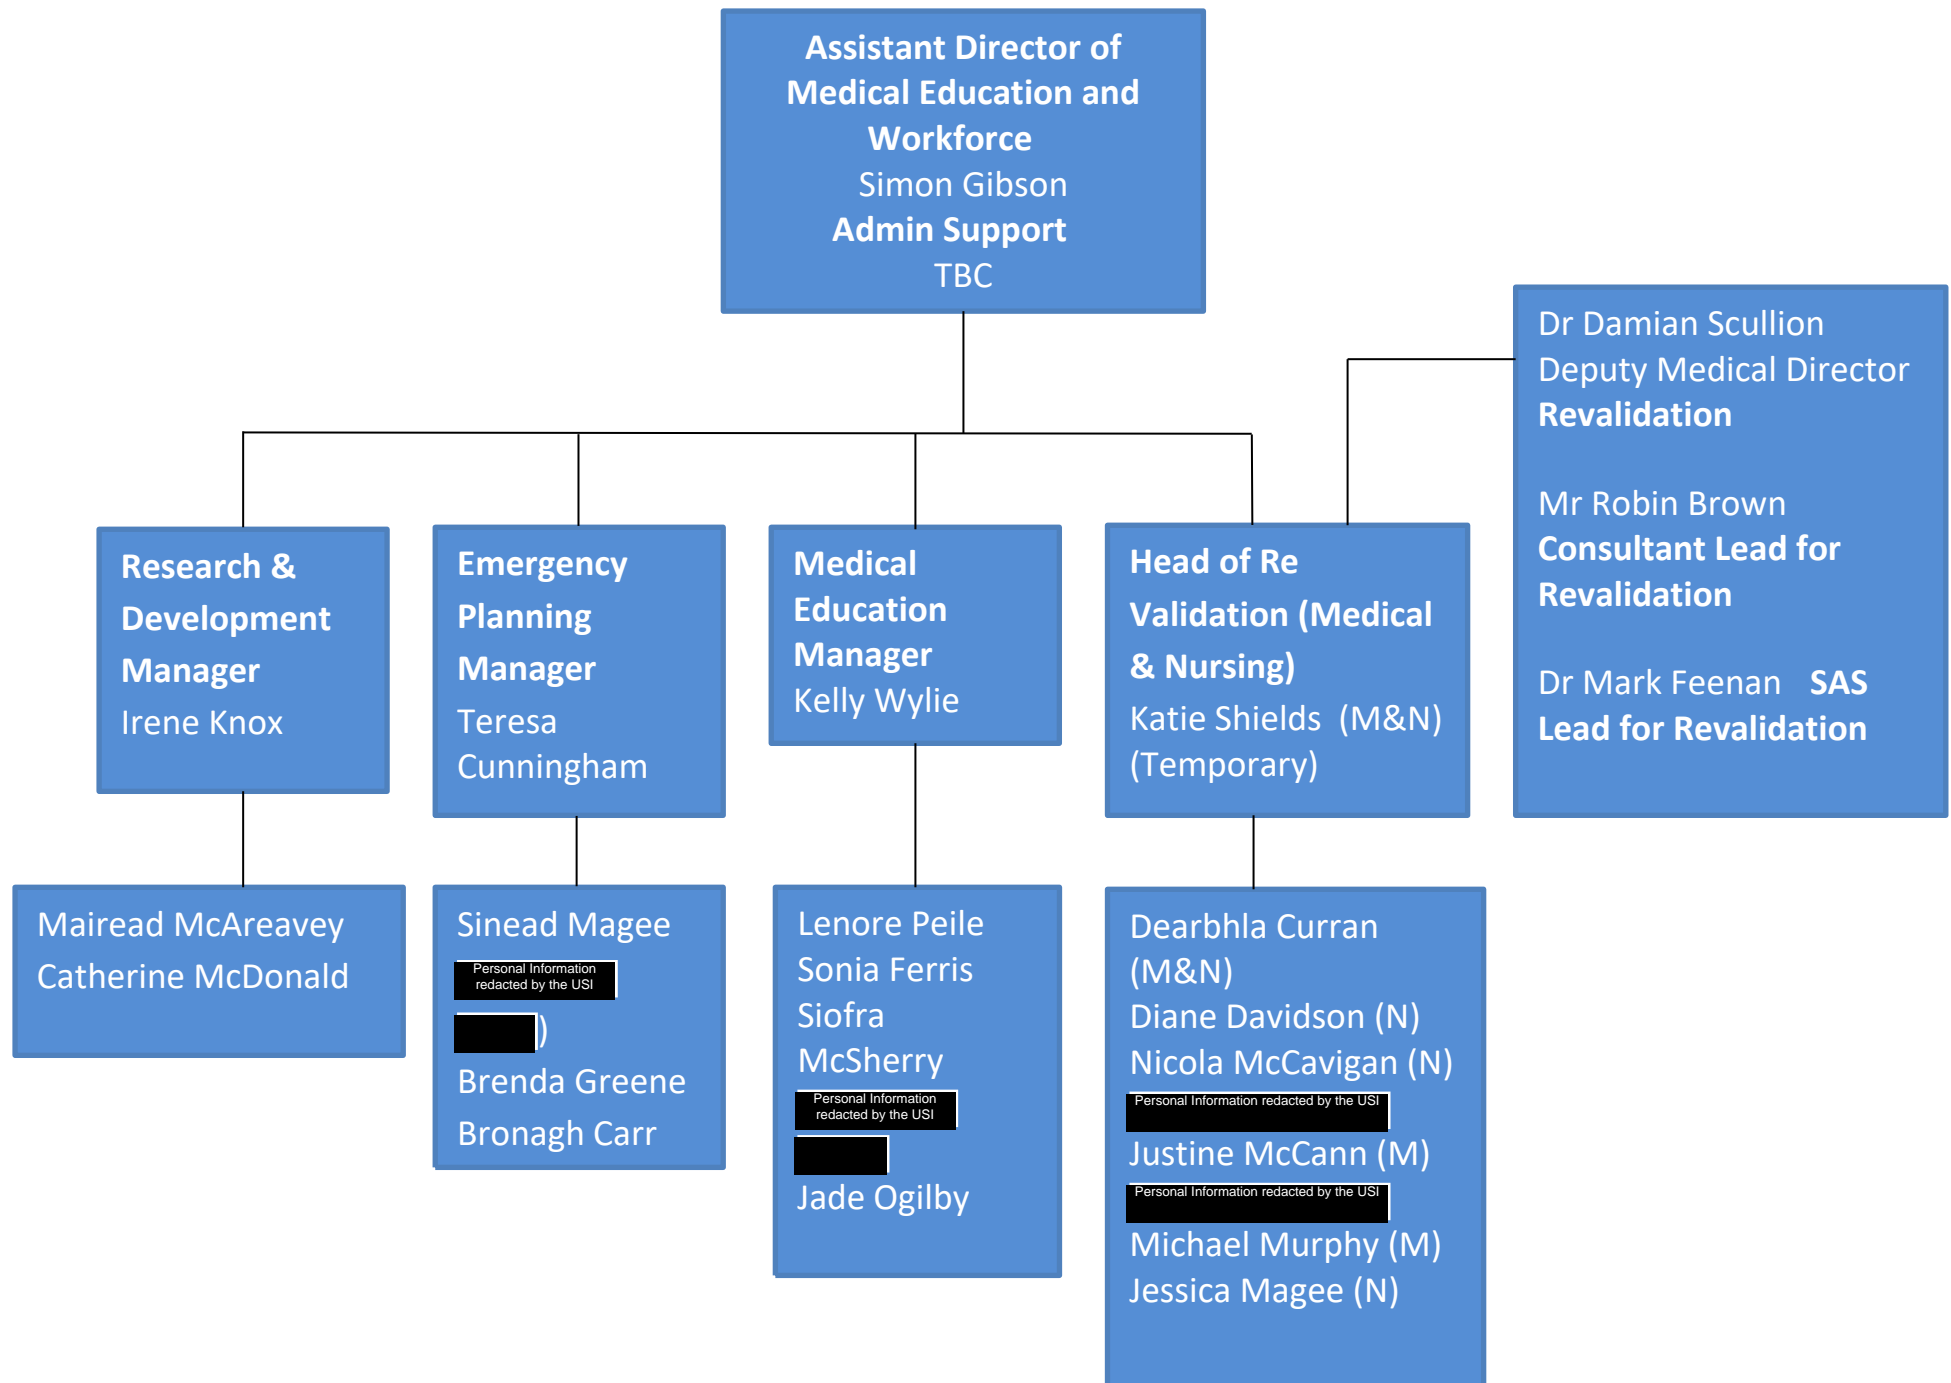 Assistant Director of
Medical Education and
Workforce
Simon Gibson
Admin Support
TBC
Dr Damian Scullion
Deputy Medical Director
Revalidation
Mr Robin Brown
Consultant Lead for
Revalidation
Dr Mark Feenan SAS
Lead for Revalidation
Research &
Development
Manager
Irene Knox
Emergency
Planning
Manager
Teresa
Cunningham
Medical
Education
Manager
Kelly Wylie
Head of Re
Validation (Medical
& Nursing)
Katie Shields (M&N)
(Temporary)
Mairead McAreavey
Catherine McDonald
Sinead Magee
Personal Information
redacted by the USI
)
Brenda Greene
Bronagh Carr
Lenore Peile
Sonia Ferris
Siofra
McSherry
Personal Information
redacted by the USI
Jade Ogilby
Dearbhla Curran
(M&N)
Diane Davidson (N)
Nicola McCavigan (N)
Personal Information redacted by the USI
Justine McCann (M)
Personal Information redacted by the USI
Michael Murphy (M)
Jessica Magee (N)